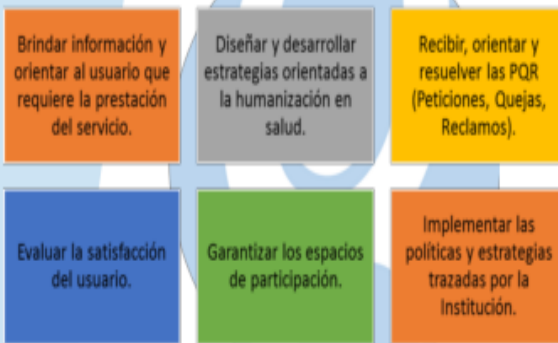 Brindar información y
orientar al usuario que
requiere la prestación
del servicio.
Diseñar y desarrollar
estrategias orientadas a
la humanización en
salud.
Recibir, orientar y
resuelver las PQR
(Peticiones, Quejas,
Reclamos).
Evaluar la satisfacción
del usuario.
Garantizar los espacios
de participación.
Implementar las
políticas y estrategias
trazadas por la
Institución.